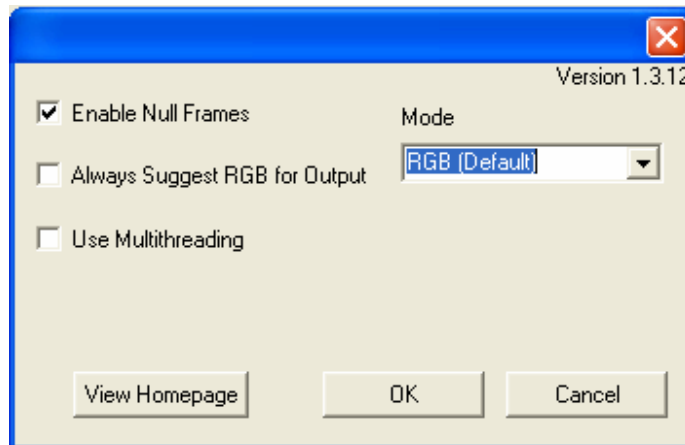 Version 1.3.12
Enable Null Frames
Mode
Always Suggest RGB for Output
RGB (Default)
Use Multithreading
View Homepage
OK
Cancel